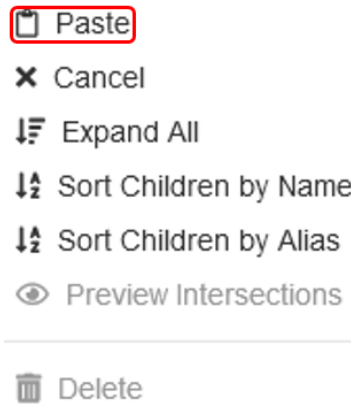 Paste
Cancel
Expand All
Sort Children by Name
Sort Children by Alias
Preview Intersections
Delete